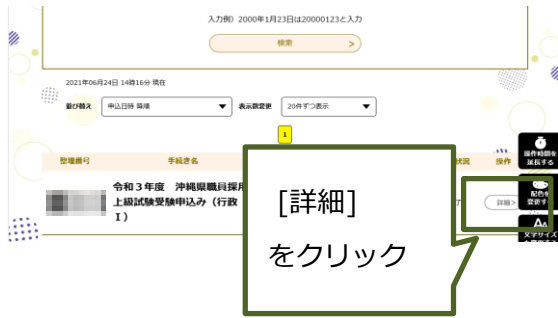 入力例）2000年1月23日は20000123と入力
検索 >
2021年06月24日 14時16分 現在
並び替え 申込日時 降順 ▼ 表示数変更 20件ずつ表示 ▼
1
整理番号 手続き名 状況 操作
令和３年度 沖縄県職員採用
上級試験受験申込み（行政
Ⅰ）
了
詳細>
操作時間を
延長する
配色を
変更する
文字サイズ
[詳細]
をクリック